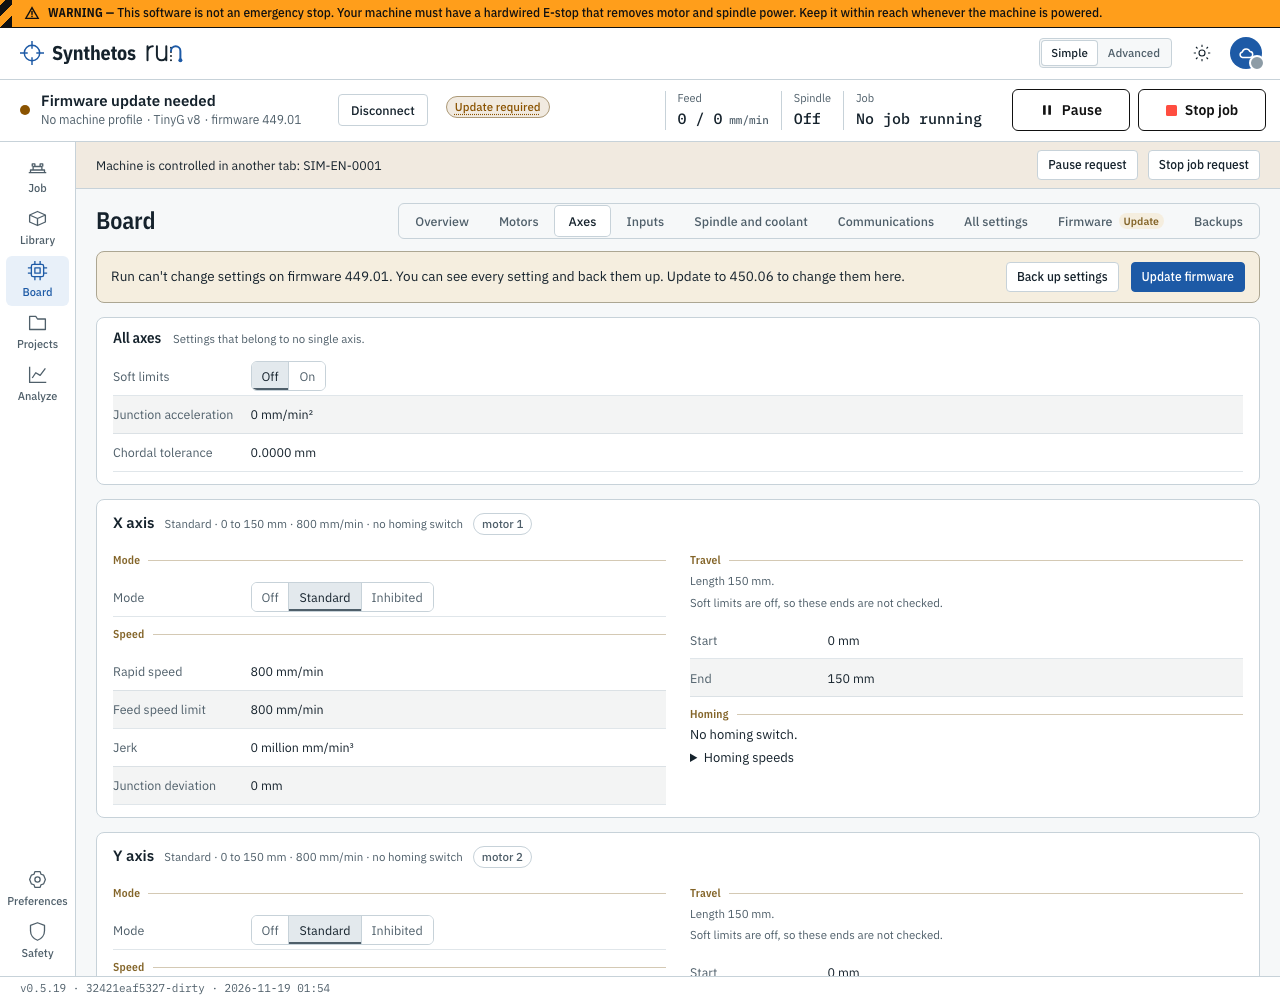 WARNING — This software is not an emergency stop. Your machine must have a hardwired E-stop that removes motor and spindle power. Keep it within reach whenever the machine is powered.
Synthetos run
Simple
Advanced
Firmware update needed
No machine profile · TinyG v8 · firmware 449.01
Disconnect
Update required
Feed
0 / 0 mm/min
Spindle
Off
Job
No job running
Pause
Stop job
Job
Library
Board
Projects
Analyze
Preferences
Safety
Machine is controlled in another tab: SIM-EN-0001
Pause request
Stop job request
Board
Overview
Motors
Axes
Inputs
Spindle and coolant
Communications
All settings
Firmware Update
Backups
Run can't change settings on firmware 449.01. You can see every setting and back them up. Update to 450.06 to change them here.
Back up settings
Update firmware
All axes Settings that belong to no single axis.
Soft limits Off On
Junction acceleration 0 mm/min²
Chordal tolerance 0.0000 mm
X axis Standard · 0 to 150 mm · 800 mm/min · no homing switch motor 1
Mode
Mode Off Standard Inhibited
Speed
Rapid speed 800 mm/min
Feed speed limit 800 mm/min
Jerk 0 million mm/min³
Junction deviation 0 mm
Travel
Length 150 mm.
Soft limits are off, so these ends are not checked.
Start 0 mm
End 150 mm
Homing
No homing switch.
Homing speeds
Y axis Standard · 0 to 150 mm · 800 mm/min · no homing switch motor 2
Mode
Mode Off Standard Inhibited
Speed
Travel
Length 150 mm.
Soft limits are off, so these ends are not checked.
Start 0 mm
v0.5.19 · 32421eaf5327-dirty · 2026-11-19 01:54